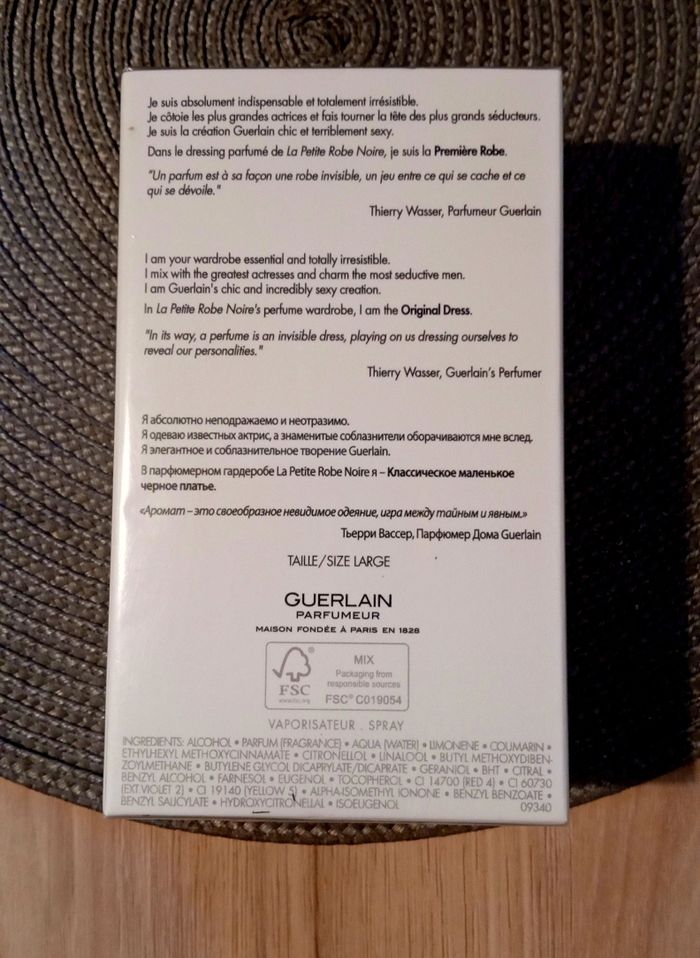 Je suis absolument indispensable et totalement irrésistible.
Je côtoie les plus grandes actrices et fais tourner la tête des plus grands séducteurs.
Je suis la création Guerlain chic et terriblement sexy.
Dans le dressing parfumé de La Petite Robe Noire, je suis la Première Robe.
"Un parfum est à sa façon une robe invisible, un jeu entre ce qui se cache et ce
qui se dévoile."
Thierry Wasser, Parfumeur Guerlain
I am your wardrobe essential and totally irresistible.
I mix with the greatest actresses and charm the most seductive men.
I am Guerlain's chic and incredibly sexy creation.
In La Petite Robe Noire's perfume wardrobe, I am the Original Dress.
"In its way, a perfume is an invisible dress, playing on us dressing ourselves to
reveal our personalities."
Thierry Wasser, Guerlain's Perfumer
Я абсолютно неподражаемо и неотразимо.
Я одеваю известных актрис, а знаменитые соблазнители оборачиваются мне вслед.
Я элегантное и соблазнительное творение Guerlain.
В парфюмерном гардеробе La Petite Robe Noire я – Классическое маленькое
черное платье.
«Аромат – это своеобразное невидимое одеяние, игра между тайным и явным.»
Тьерри Вассер, Парфюмер Дома Guerlain
TAILLE/SIZE LARGE
GUERLAIN
PARFUMEUR
MAISON FONDÉE À PARIS EN 1828
FSC®
www.fsc.org
MIX
Packaging from
responsible sources
FSC® C019054
VAPORISATEUR . SPRAY
INGREDIENTS: ALCOHOL • PARFUM (FRAGRANCE) • AQUA (WATER) • LIMONENE • COUMARIN •
ETHYLHEXYL METHOXYCINNAMATE • CITRONELLOL • LINALOOL • BUTYL METHOXYDIBEN-
ZOYLMETHANE • BUTYLENE GLYCOL DICAPRYLATE/DICAPRATE • GERANIOL • BHT • CITRAL •
BENZYL ALCOHOL • FARNESOL • EUGENOL • TOCOPHEROL • CI 14700 (RED 4) • CI 60730
(EXT VIOLET 2) • CI 19140 (YELLOW 5) • ALPHA-ISOMETHYL IONONE • BENZYL BENZOATE •
BENZYL SALICYLATE • HYDROXYCITRONELLAL • ISOEUGENOL
09340